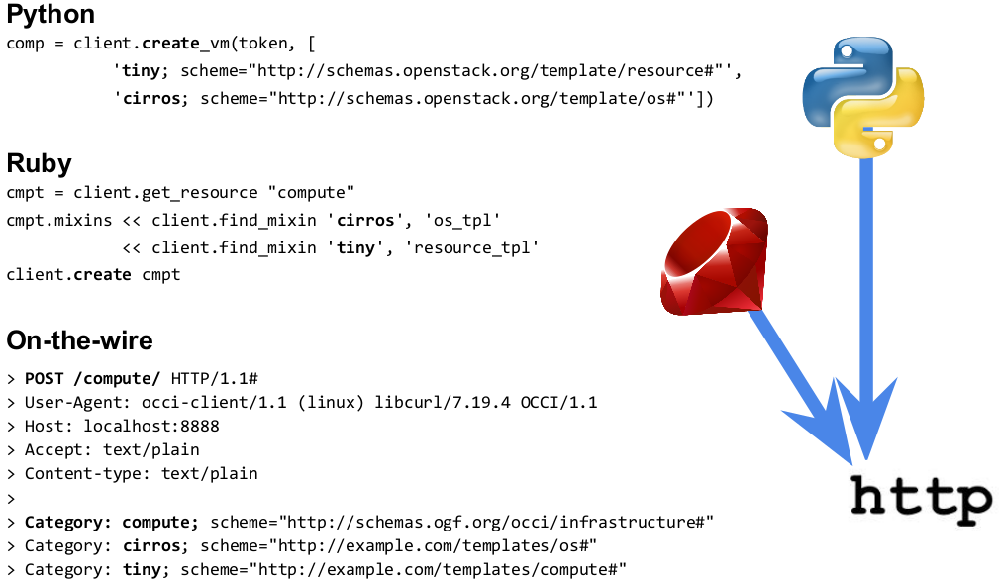 Python
comp = client.create_vm(token, [
'tiny; scheme="http://schemas.openstack.org/template/resource#"',
'cirros; scheme="http://schemas.openstack.org/template/os#"'])
Ruby
cmpt = client.get_resource "compute"
cmpt.mixins << client.find_mixin 'cirros', 'os_tpl'
<< client.find_mixin 'tiny', 'resource_tpl'
client.create cmpt
On-the-wire
> POST /compute/ HTTP/1.1#
> User-Agent: occi-client/1.1 (linux) libcurl/7.19.4 OCCI/1.1
> Host: localhost:8888
> Accept: text/plain
> Content-type: text/plain
>
> Category: compute; scheme="http://schemas.ogf.org/occi/infrastructure#"
> Category: cirros; scheme="http://example.com/templates/os#"
> Category: tiny; scheme="http://example.com/templates/compute#"
http